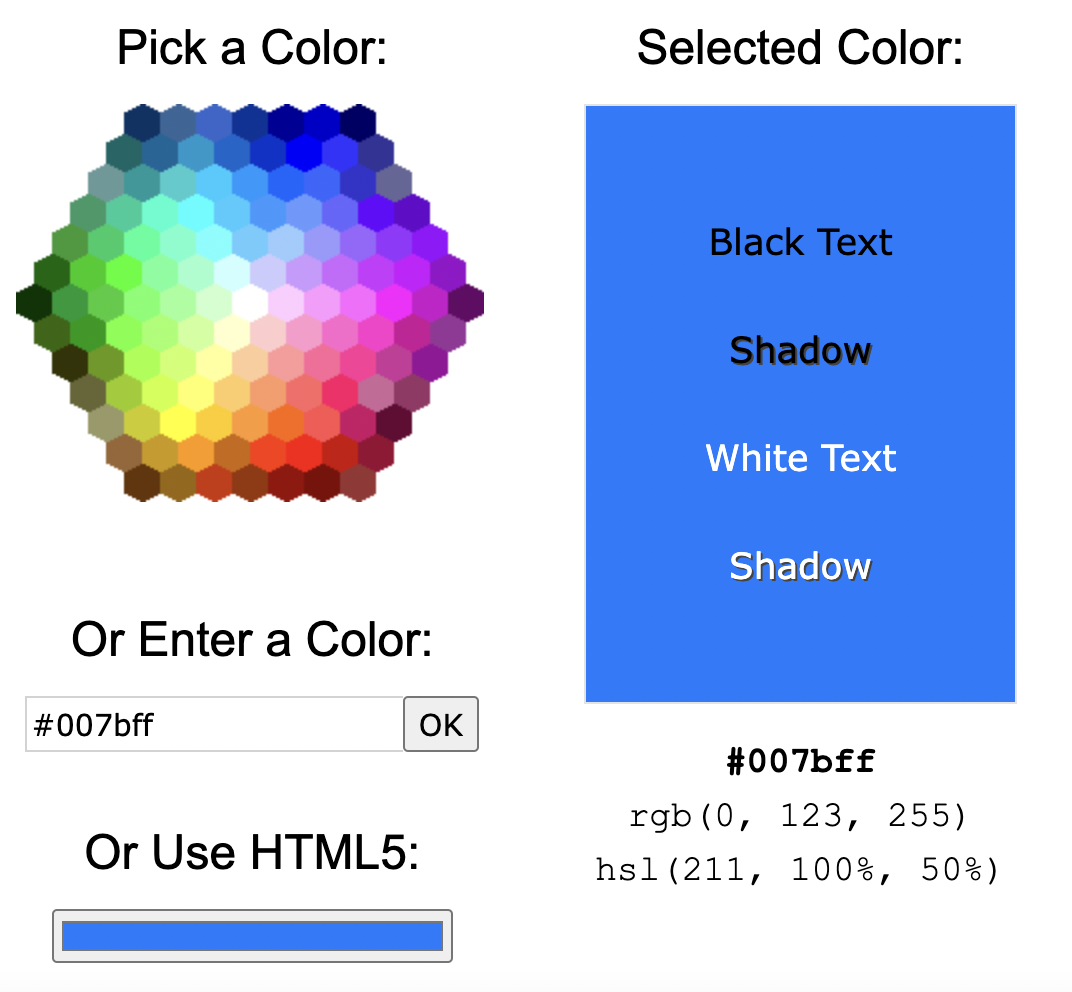 Pick a Color:
Or Enter a Color:
#007bff
OK
Or Use HTML5:
Selected Color:
Black Text
Shadow
White Text
Shadow
#007bff
rgb(0, 123, 255)
hsl(211, 100%, 50%)